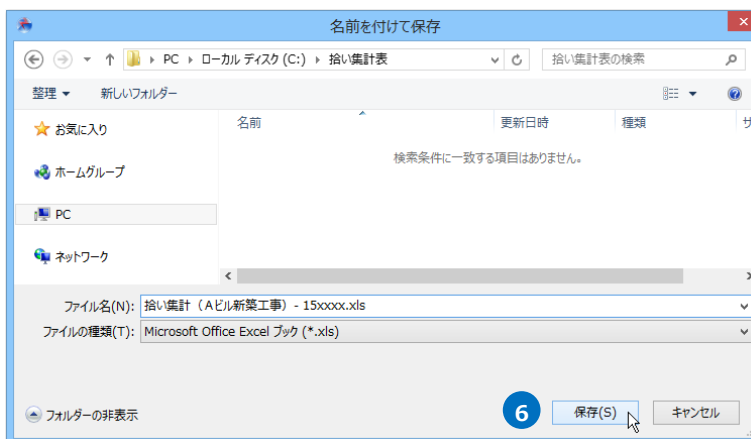 名前を付けて保存
PC ローカル ディスク (C:) 拾い集計表 拾い集計表の検索
整理 新しいフォルダー
お気に入り 名前 更新日時 種類 サ
検索条件に一致する項目はありません。
ホームグループ
PC
ネットワーク
ファイル名(N): 拾い集計（Aビル新築工事）- 15xxxx.xls
ファイルの種類(T): Microsoft Office Excel ブック (*.xls)
フォルダーの非表示 6 保存(S) キャンセル